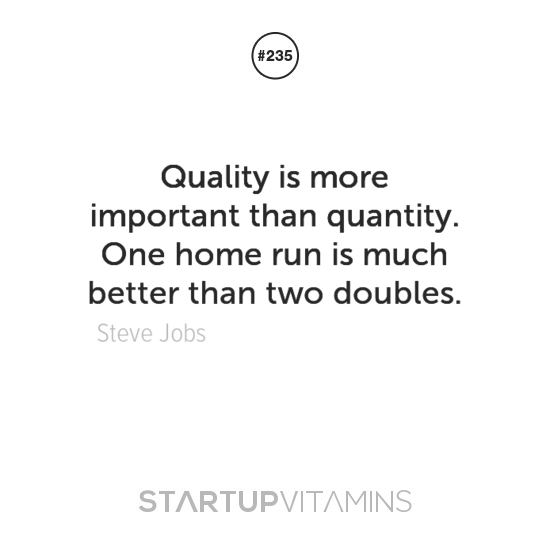 #235
Quality is more
important than quantity.
One home run is much
better than two doubles.
Steve Jobs
STARTUPVITAMINS